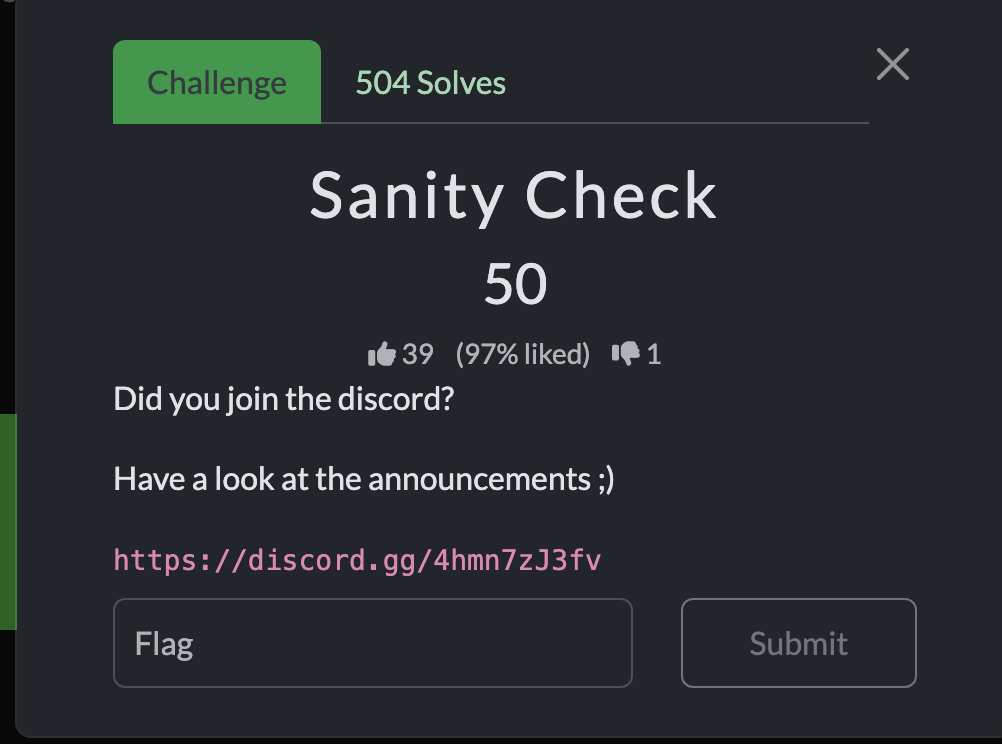 Challenge
504 Solves
Sanity Check
50
39 (97% liked) 1
Did you join the discord?
Have a look at the announcements ;)
https://discord.gg/4hmn7zJ3fv
Flag
Submit